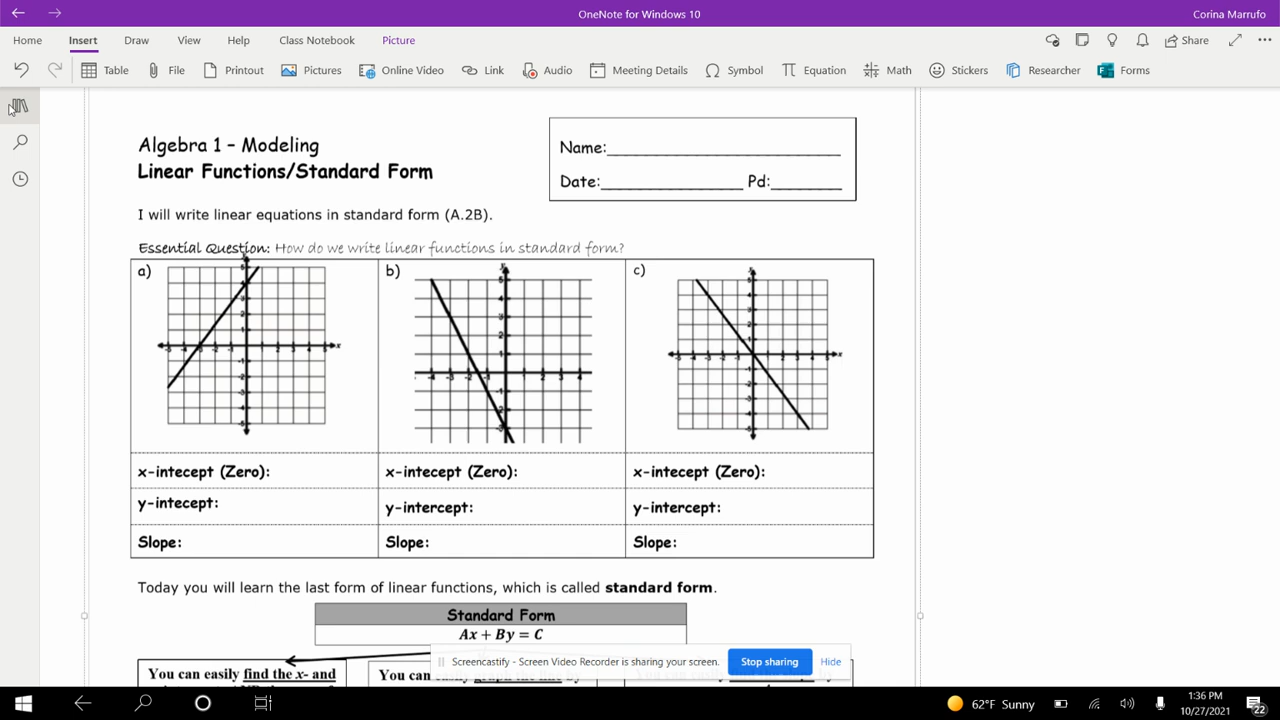 OneNote for Windows 10
Corina Marrufo
Home Insert Draw View Help Class Notebook Picture
Share
Table File Printout Pictures Online Video Link Audio Meeting Details Symbol Equation Math Stickers Researcher Forms
Algebra 1 – Modeling
Linear Functions/Standard Form
Name:
Date: Pd:
I will write linear equations in standard form (A.2B).
Essential Question: How do we write linear functions in standard form?
a) b) c)
x-intecept (Zero): x-intecept (Zero): x-intecept (Zero):
y-intecept: y-intercept: y-intercept:
Slope: Slope: Slope:
Today you will learn the last form of linear functions, which is called standard form.
Standard Form
Ax + By = C
You can easily find the x- and
You can
Screencastify - Screen Video Recorder is sharing your screen.
Stop sharing
Hide
62°F Sunny
1:36 PM
10/27/2021
22